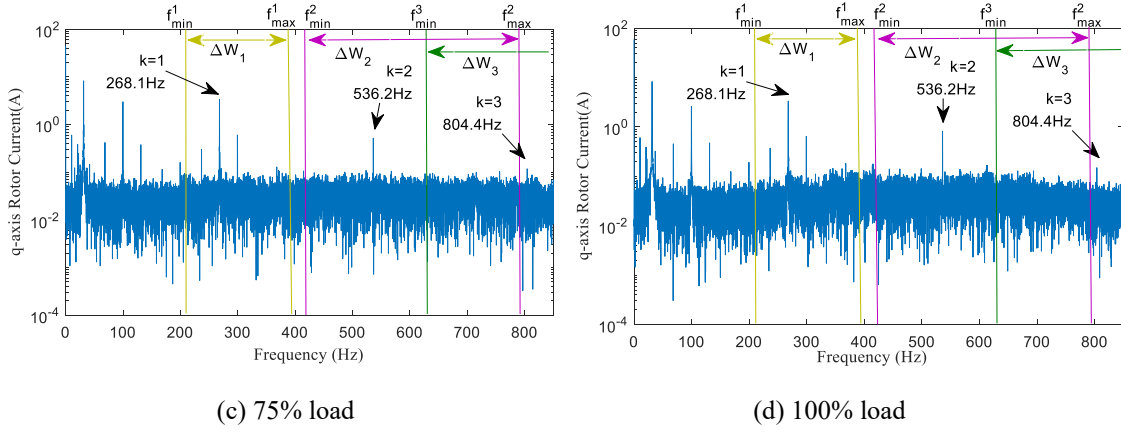 f¹min f¹max f²min f³min f²max
10²
10⁰
10⁻²
10⁻⁴
q-axis Rotor Current(A)
ΔW₁
ΔW₂
ΔW₃
k=1
268.1Hz
k=2
536.2Hz
k=3
804.4Hz
0 100 200 300 400 500 600 700 800
Frequency (Hz)
(c) 75% load
f¹min f¹max f²min f³min f²max
10²
10⁰
10⁻²
10⁻⁴
q-axis Rotor Current(A)
ΔW₁
ΔW₂
ΔW₃
k=1
268.1Hz
k=2
536.2Hz
k=3
804.4Hz
0 100 200 300 400 500 600 700 800
Frequency (Hz)
(d) 100% load